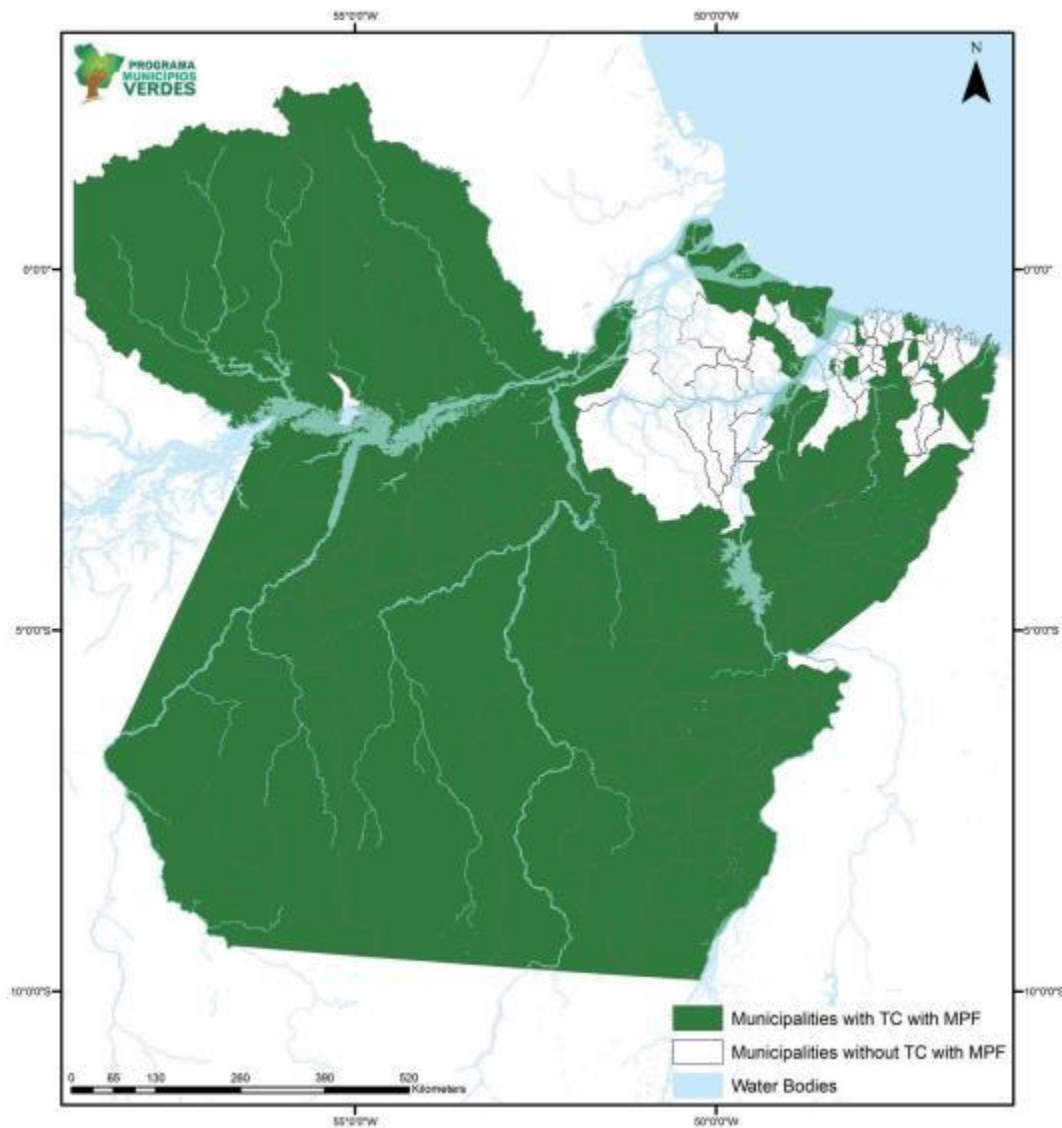 55°0'0"W
50°0'0"W
PROGRAMA
MUNICÍPIOS
VERDES
N
0°0'0"
0°0'0"
5°0'0"S
5°0'0"S
10°0'0"S
10°0'0"S
Municipalities with TC with MPF
Municipalities without TC with MPF
Water Bodies
0 65 130 260 390 520
Kilometers
55°0'0"W
50°0'0"W